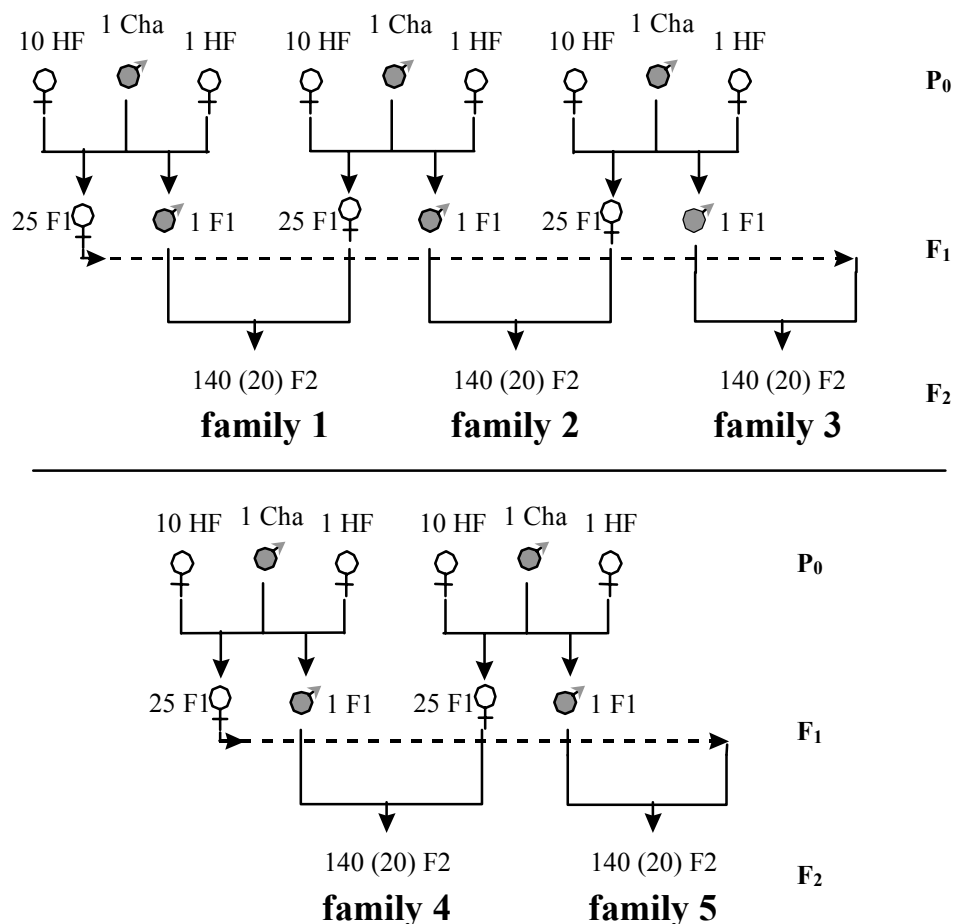 1 Cha 1 Cha 1 Cha
10 HF 1 HF 10 HF 1 HF 10 HF 1 HF
P0
25 F1 1 F1 25 F1 1 F1 25 F1 1 F1
F1
140 (20) F2 140 (20) F2 140 (20) F2
F2
family 1 family 2 family 3
10 HF 1 Cha 1 HF 10 HF 1 Cha 1 HF
P0
25 F1 1 F1 25 F1 1 F1
F1
140 (20) F2 140 (20) F2
F2
family 4 family 5